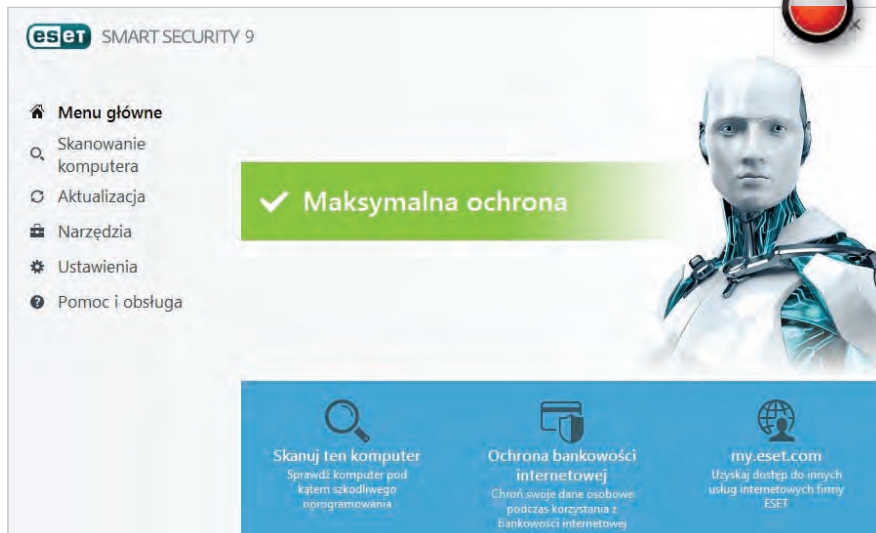 eset SMART SECURITY 9
Menu główne
Skanowanie
komputera
Aktualizacja
Narzędzia
Ustawienia
Pomoc i obsługa
Maksymalna ochrona
Skanuj ten komputer
Sprawdź komputer pod
kątem szkodliwego
oprogramowania
Ochrona bankowości
internetowej
Chroń swoje dane osobowe
podczas korzystania z
bankowości internetowej
my.eset.com
Uzyskaj dostęp do innych
usług internetowych firmy
ESET